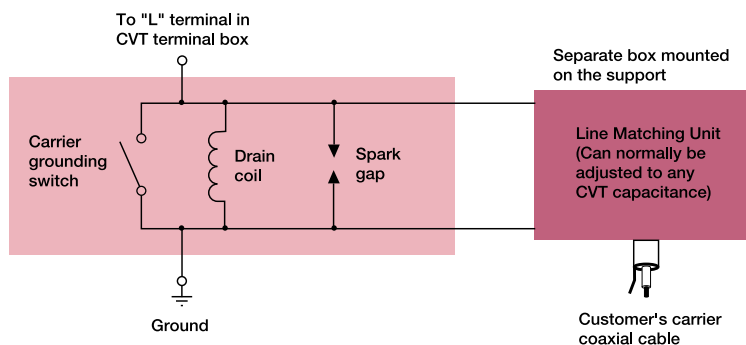 To "L" terminal in
CVT terminal box
Separate box mounted
on the support
Carrier
grounding
switch
Drain
coil
Spark
gap
Line Matching Unit
(Can normally be
adjusted to any
CVT capacitance)
Ground
Customer's carrier
coaxial cable